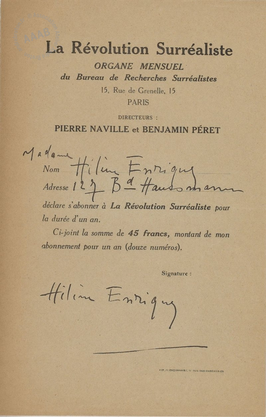 La Révolution Surréaliste
ORGANE MENSUEL
du Bureau de Recherches Surréalistes
15, Rue de Grenelle, 15
PARIS
DIRECTEURS :
PIERRE NAVILLE et BENJAMIN PÉRET
Madame
Nom Hélène Enriquez
Adresse 127 Bd Haussmann
déclare s'abonner à La Révolution Surréaliste pour
la durée d'un an.
Ci-joint la somme de 45 francs, montant de mon
abonnement pour un an (douze numéros).
Signature :
Hélène Enriquez